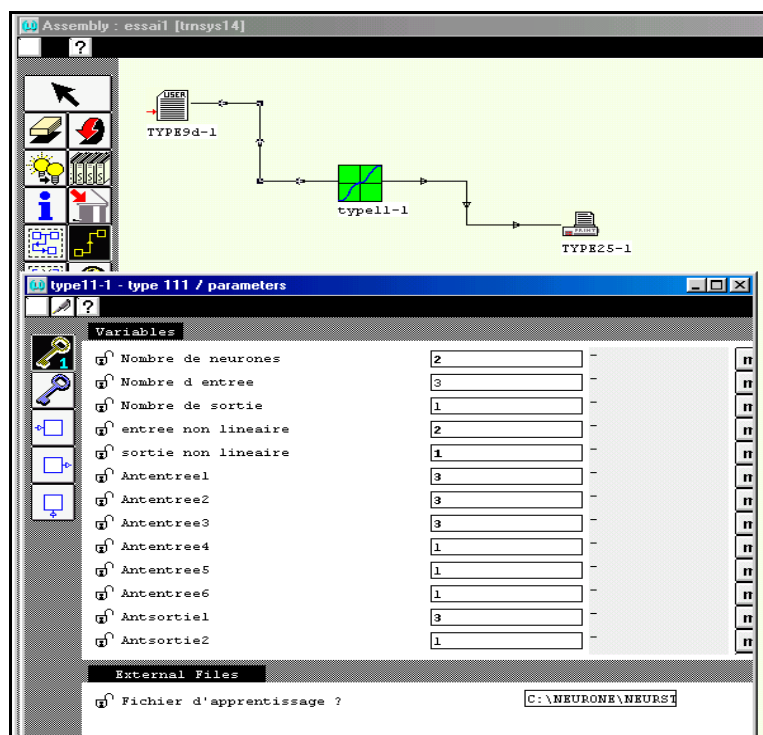 Assembly : essai1 [trnsys14]
?
USER
TYPE9d-1
type11-1
PRINT
TYPE25-1
type11-1 - type 111 / parameters
?
Variables
1
Nombre de neurones 2 -
Nombre d entree 3 -
Nombre de sortie 1 -
entree non lineaire 2 -
sortie non lineaire 1 -
Antentree1 3 -
Antentree2 3 -
Antentree3 3 -
Antentree4 1 -
Antentree5 1 -
Antentree6 1 -
Antsortie1 3 -
Antsortie2 1 -
External Files
Fichier d'apprentissage ? C:\NEURONE\NEURST